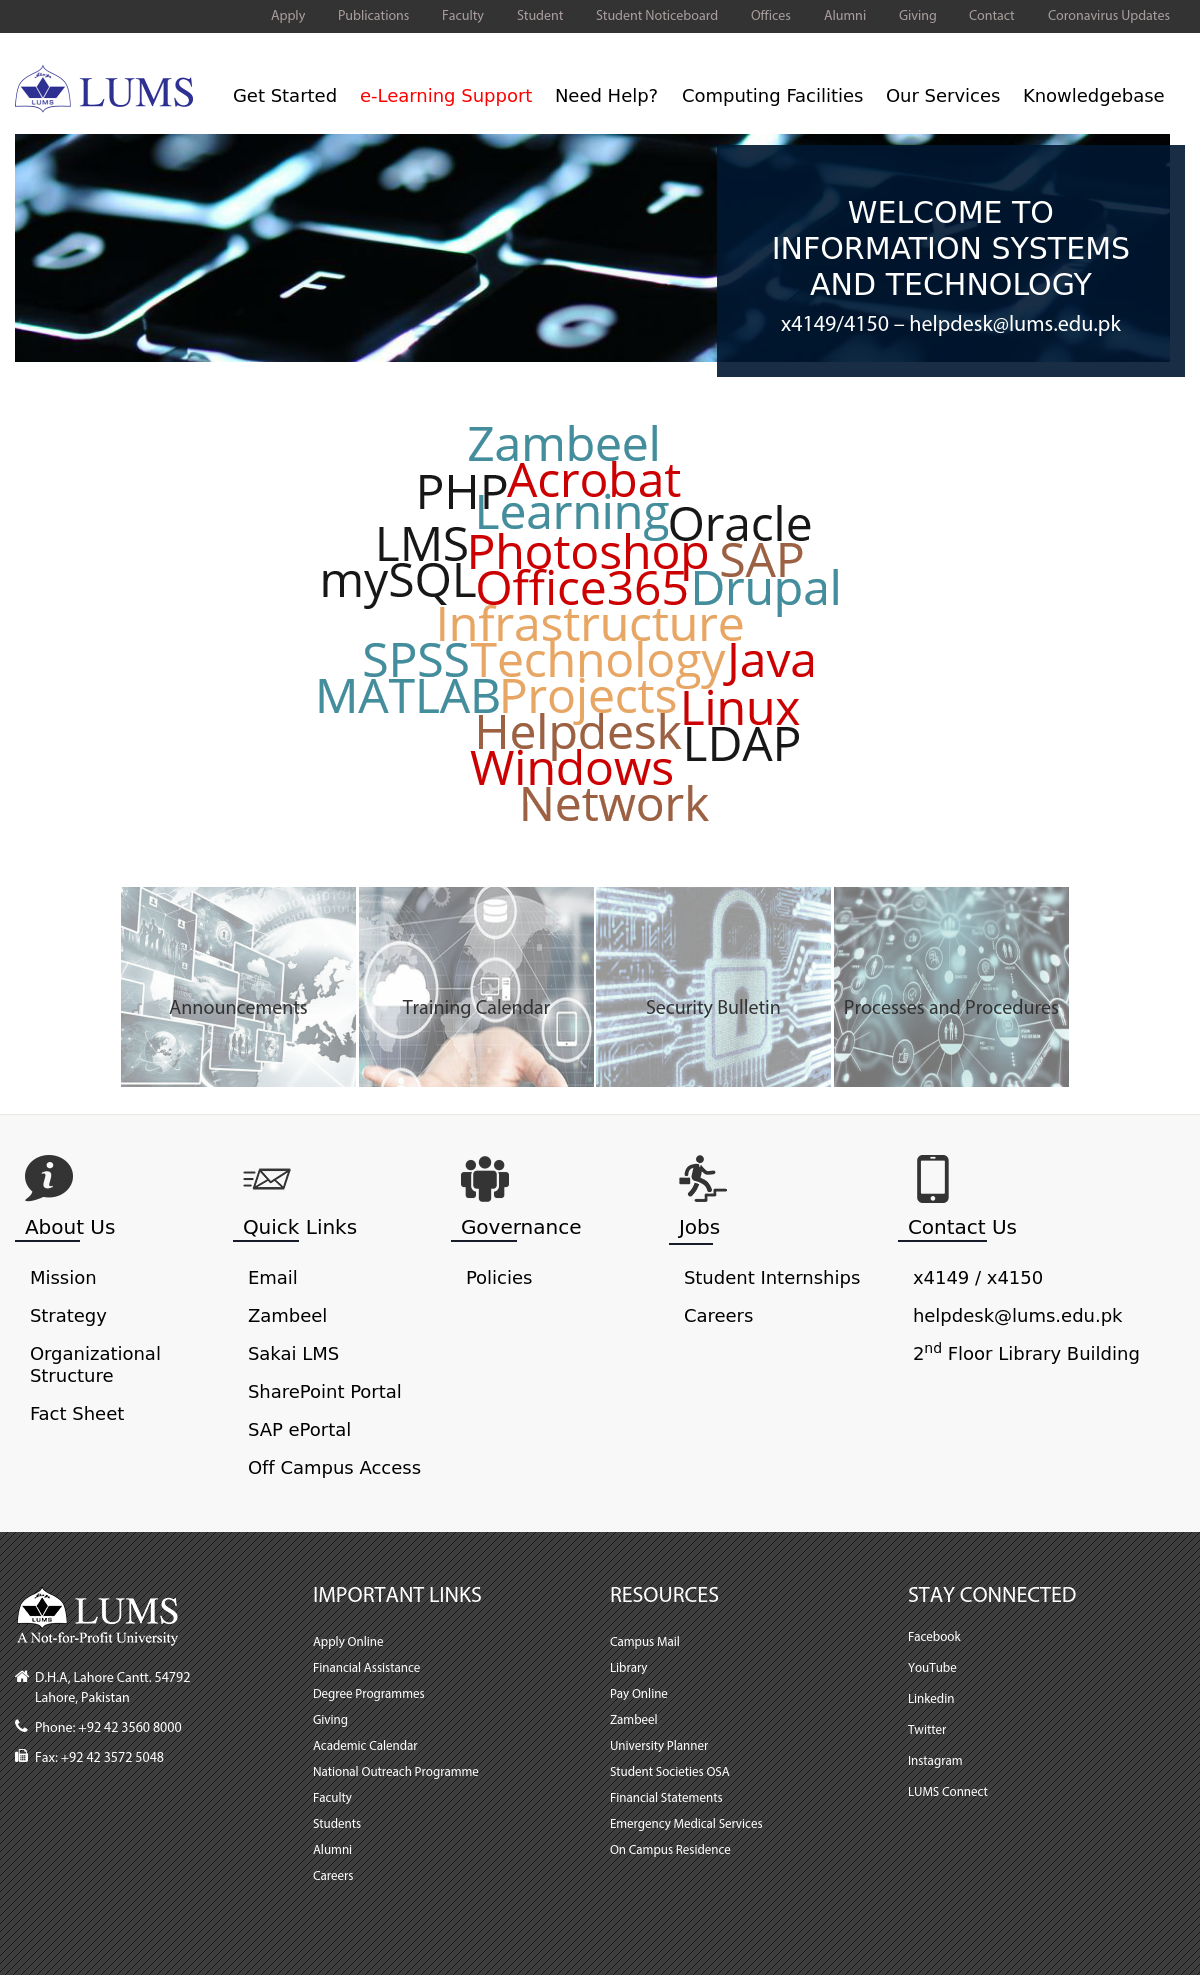 Apply Publications Faculty Student Student Noticeboard Offices Alumni Giving Contact Coronavirus Updates
LUMS
LUMS
Get Started e-Learning Support Need Help? Computing Facilities Our Services Knowledgebase
T
F
WELCOME TO
INFORMATION SYSTEMS
AND TECHNOLOGY
x4149/4150 – helpdesk@lums.edu.pk
Zambeel
Acrobat
PHP
Learning
Oracle
LMS
Photoshop
SAP
mySQL
Office365
Drupal
Infrastructure
SPSS
Technology
Java
MATLAB
Projects
Linux
Helpdesk
LDAP
Windows
Network
Announcements
Training Calendar
Security Bulletin
Processes and Procedures
About Us
Mission
Strategy
Organizational
Structure
Fact Sheet
Quick Links
Email
Zambeel
Sakai LMS
SharePoint Portal
SAP ePortal
Off Campus Access
Governance
Policies
Jobs
Student Internships
Careers
Contact Us
x4149 / x4150
helpdesk@lums.edu.pk
2nd Floor Library Building
LUMS
LUMS
A Not-for-Profit University
D.H.A, Lahore Cantt. 54792
Lahore, Pakistan
Phone: +92 42 3560 8000
Fax: +92 42 3572 5048
IMPORTANT LINKS
Apply Online
Financial Assistance
Degree Programmes
Giving
Academic Calendar
National Outreach Programme
Faculty
Students
Alumni
Careers
RESOURCES
Campus Mail
Library
Pay Online
Zambeel
University Planner
Student Societies OSA
Financial Statements
Emergency Medical Services
On Campus Residence
STAY CONNECTED
Facebook
YouTube
Linkedin
Twitter
Instagram
LUMS Connect